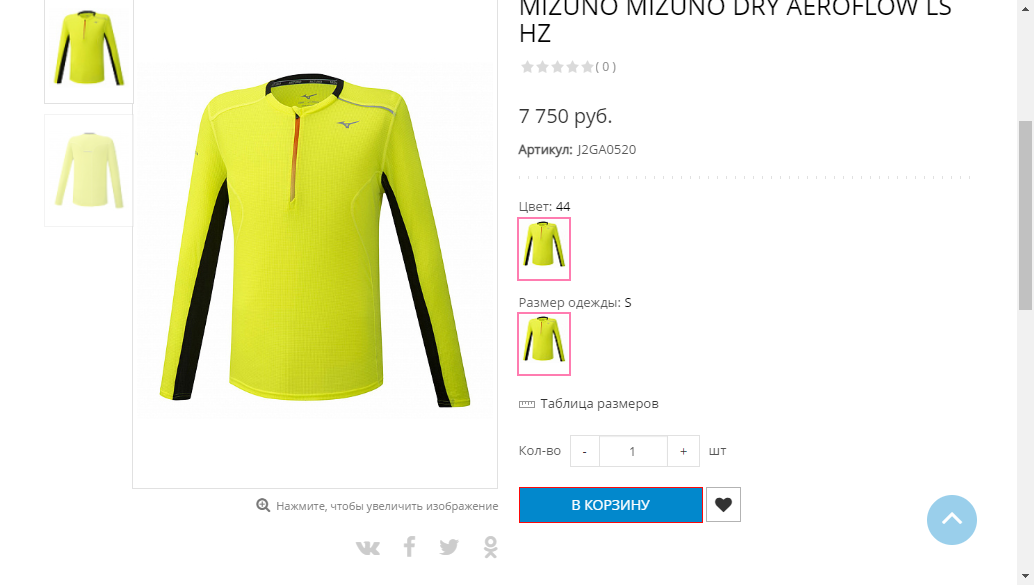 MIZUNO MIZUNO DRY AEROFLOW LS
HZ
( 0 )
7 750 руб.
Артикул: J2GA0520
Цвет: 44
Размер одежды: S
Таблица размеров
Кол-во - 1 + шт
В КОРЗИНУ
Нажмите, чтобы увеличить изображение